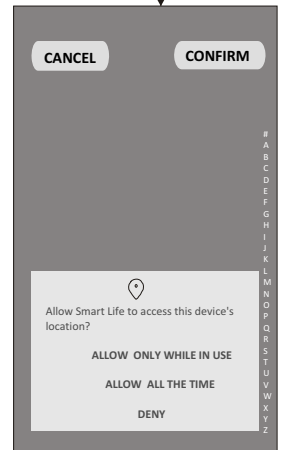 CANCEL
CONFIRM
#
A
B
C
D
E
F
G
H
I
J
K
L
M
N
O
P
Q
R
S
T
U
V
W
X
Y
Z
Allow Smart Life to access this device's
location?
ALLOW ONLY WHILE IN USE
ALLOW ALL THE TIME
DENY